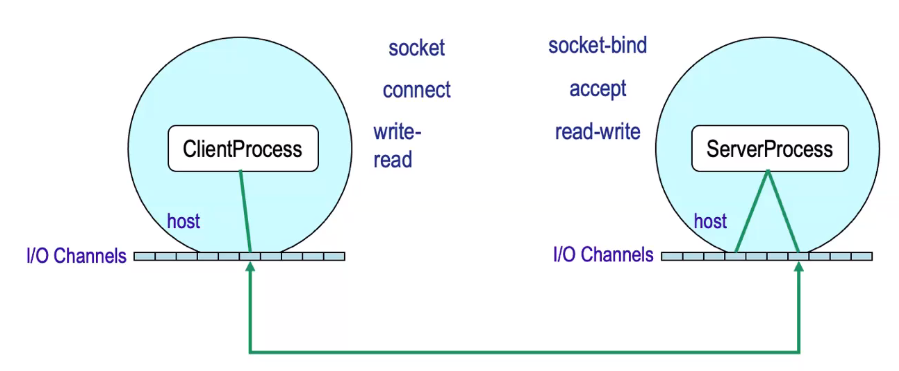 socket
connect
write-
read
ClientProcess
host
I/O Channels
socket-bind
accept
read-write
ServerProcess
host
I/O Channels